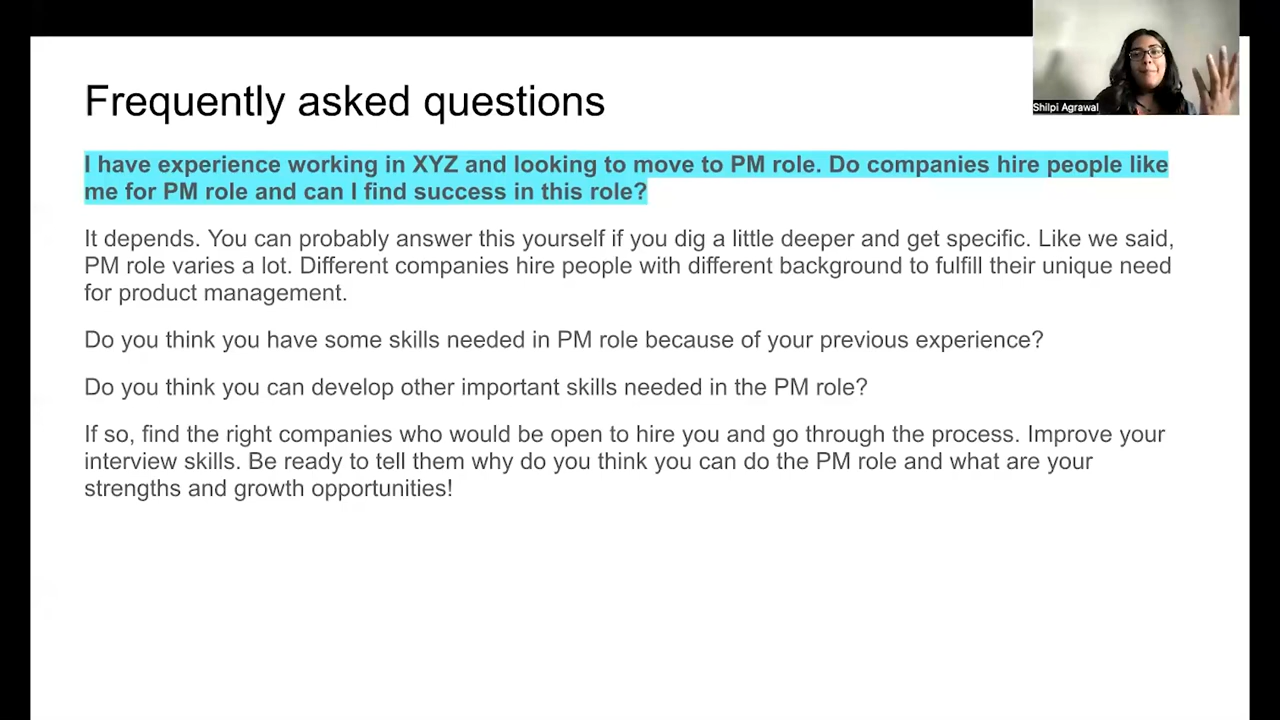 Shilpi Agrawal
Frequently asked questions
I have experience working in XYZ and looking to move to PM role. Do companies hire people like
me for PM role and can I find success in this role?
It depends. You can probably answer this yourself if you dig a little deeper and get specific. Like we said,
PM role varies a lot. Different companies hire people with different background to fulfill their unique need
for product management.
Do you think you have some skills needed in PM role because of your previous experience?
Do you think you can develop other important skills needed in the PM role?
If so, find the right companies who would be open to hire you and go through the process. Improve your
interview skills. Be ready to tell them why do you think you can do the PM role and what are your
strengths and growth opportunities!